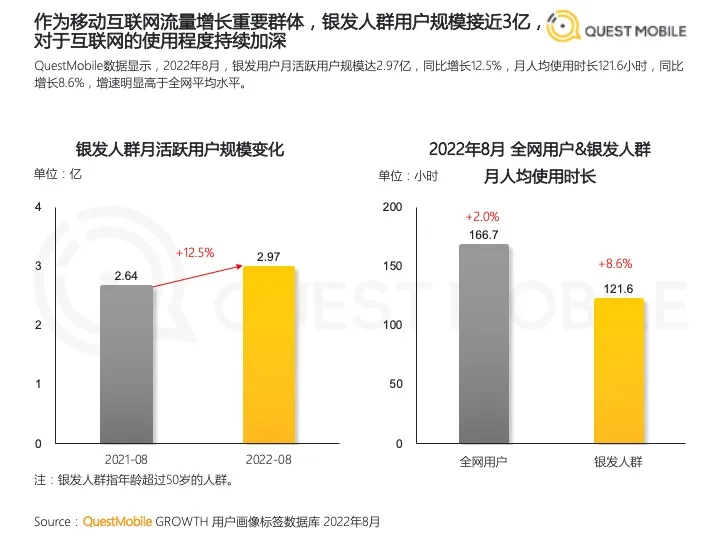 作为移动互联网流量增长重要群体，银发人群用户规模接近3亿，
对于互联网的使用程度持续加深
QUEST MOBILE
QuestMobile数据显示，2022年8月，银发用户月活跃用户规模达2.97亿，同比增长12.5%，月人均使用时长121.6小时，同比
增长8.6%，增速明显高于全网平均水平。
银发人群月活跃用户规模变化
单位：亿
4
3
2
1
0
+12.5%
2.64
2.97
2021-08
2022-08
2022年8月 全网用户&银发人群
月人均使用时长
单位：小时
200
150
100
50
0
+2.0%
166.7
+8.6%
121.6
全网用户
银发人群
QUEST MOBILE
注：银发人群指年龄超过50岁的人群。
Source：QuestMobile GROWTH 用户画像标签数据库 2022年8月